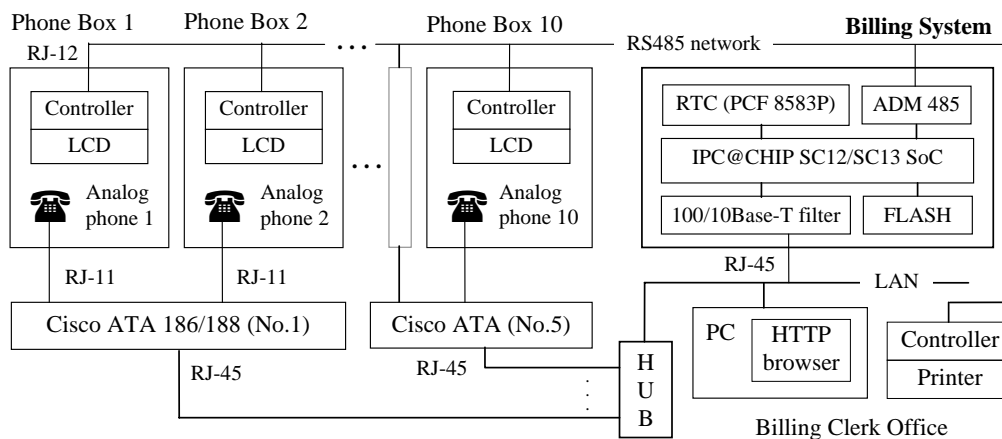 Phone Box 1
Phone Box 2
Phone Box 10
Billing System
RJ-12
...
RS485 network
Controller
LCD
Analog
phone 1
Controller
LCD
Analog
phone 2
...
Controller
LCD
Analog
phone 10
RTC (PCF 8583P)
ADM 485
IPC@CHIP SC12/SC13 SoC
100/10Base-T filter
FLASH
RJ-11
RJ-11
RJ-45
LAN
Cisco ATA 186/188 (No.1)
Cisco ATA (No.5)
RJ-45
RJ-45
H
U
B
PC
HTTP
browser
Controller
Printer
Billing Clerk Office